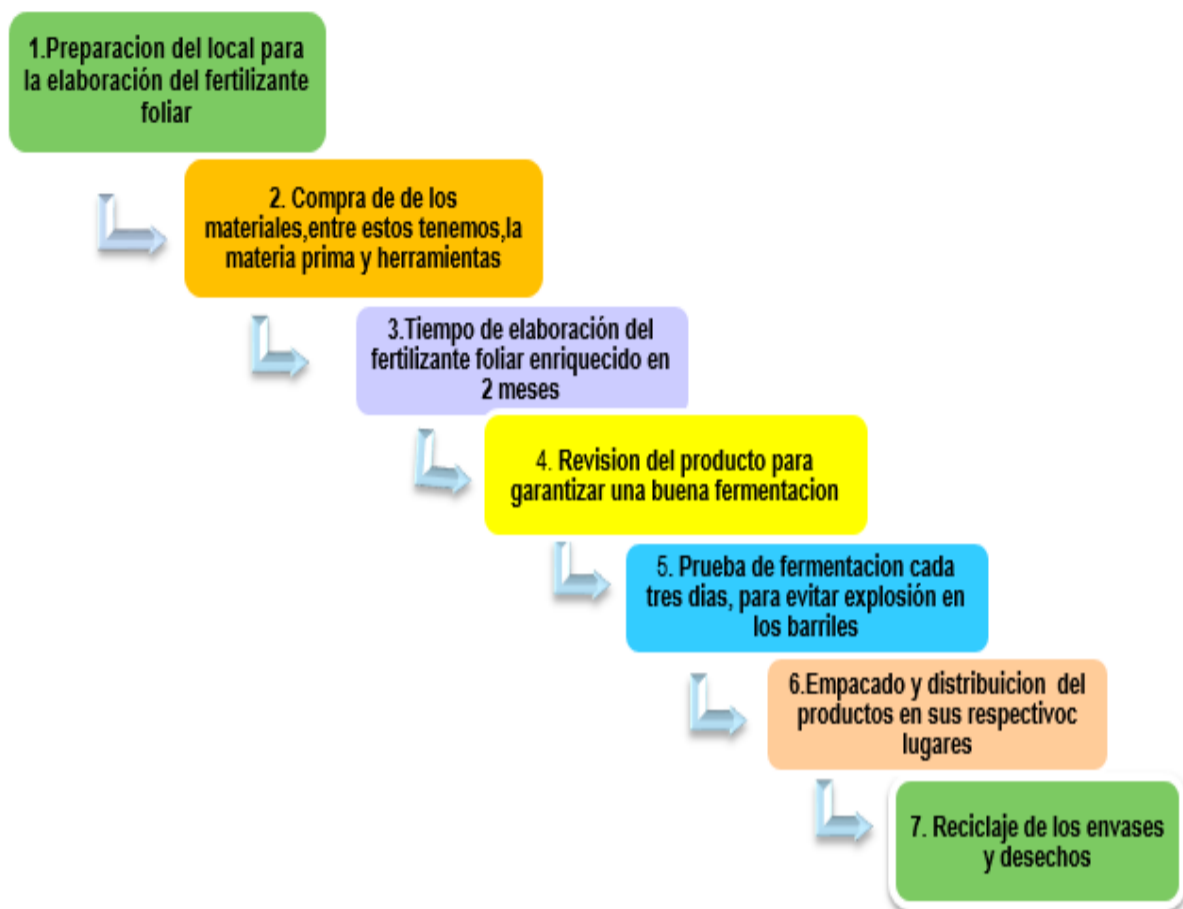 1.Preparacion del local para
la elaboración del fertilizante
foliar
2. Compra de de los
materiales,entre estos tenemos,la
materia prima y herramientas
3.Tiempo de elaboración del
fertilizante foliar enriquecido en
2 meses
4. Revision del producto para
garantizar una buena fermentacion
5. Prueba de fermentacion cada
tres dias, para evitar explosión en
los barriles
6.Empacado y distribuicion del
productos en sus respectivoc
lugares
7. Reciclaje de los envases
y desechos